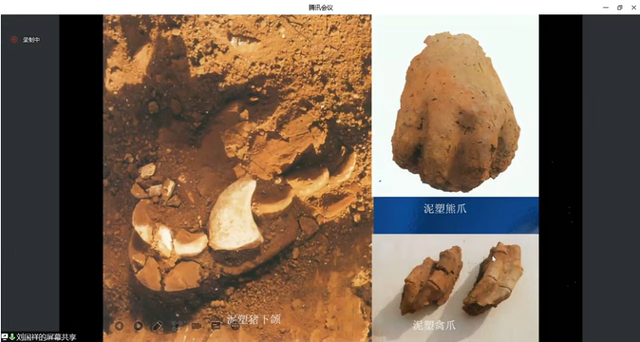 腾讯会议
录制中
泥塑熊爪
泥塑猪下颌
泥塑禽爪
刘国祥的屏幕共享